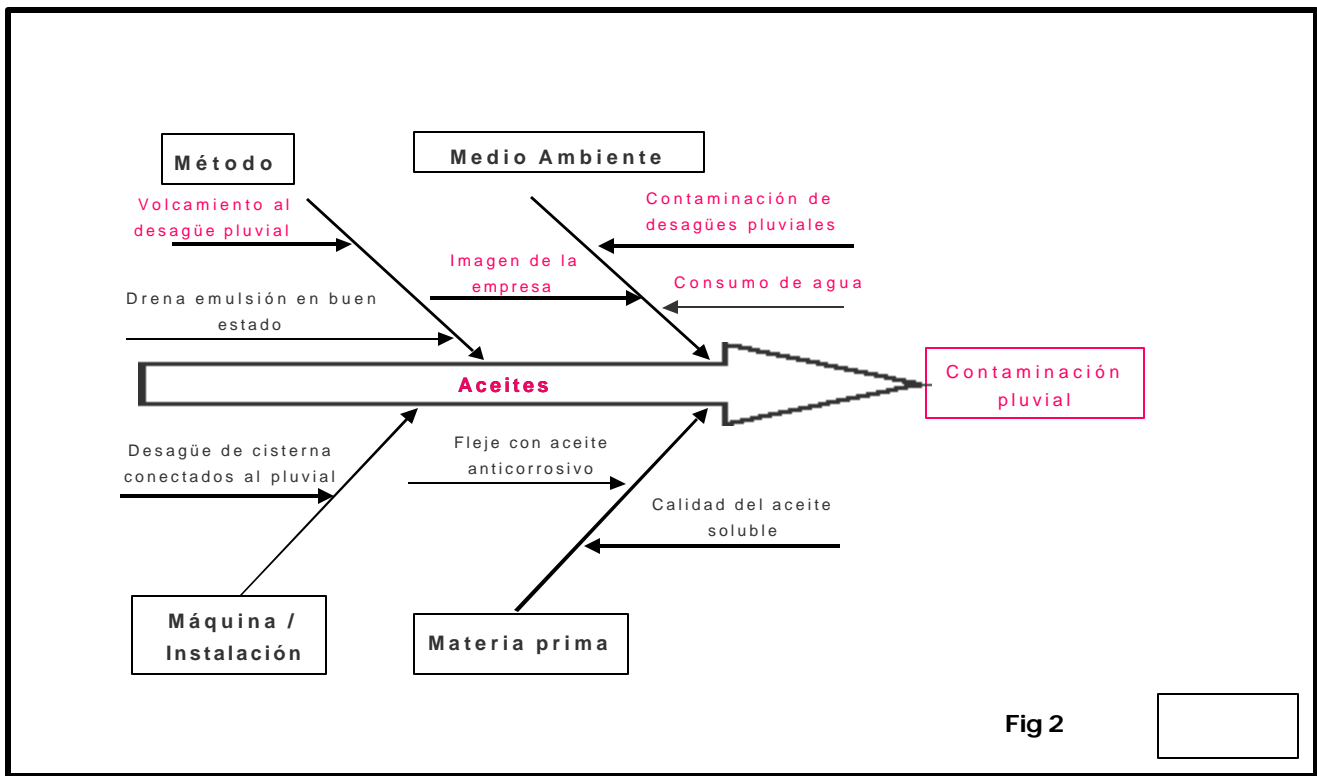 Método
Medio Ambiente
Volcamiento al
desagüe pluvial
Contaminación de
desagües pluviales
Imagen de la
empresa
Consumo de agua
Drena emulsión en buen
estado
Aceites
Contaminación
pluvial
Desagüe de cisterna
conectados al pluvial
Fleje con aceite
anticorrosivo
Calidad del aceite
soluble
Máquina /
Instalación
Materia prima
Fig 2